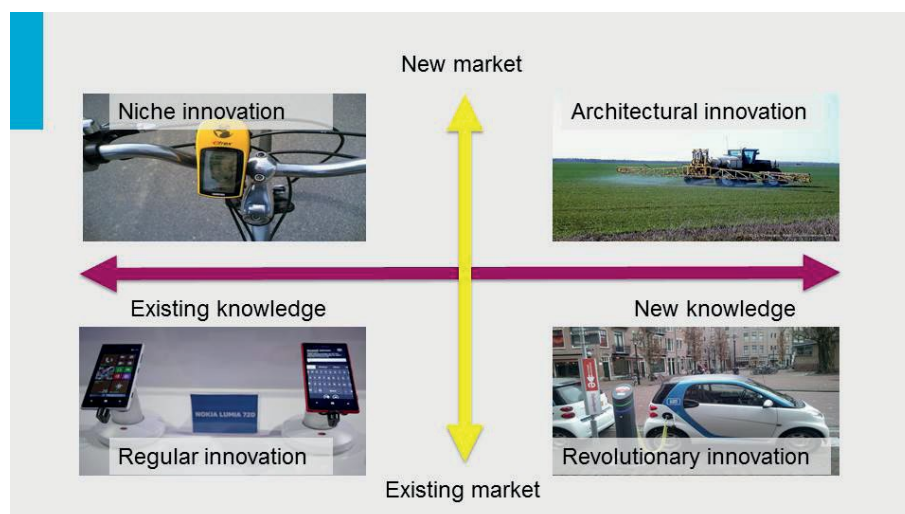 New market
Niche innovation
Architectural innovation
Existing knowledge
New knowledge
NOKIA LUMIA 720
Regular innovation
Revolutionary innovation
Existing market